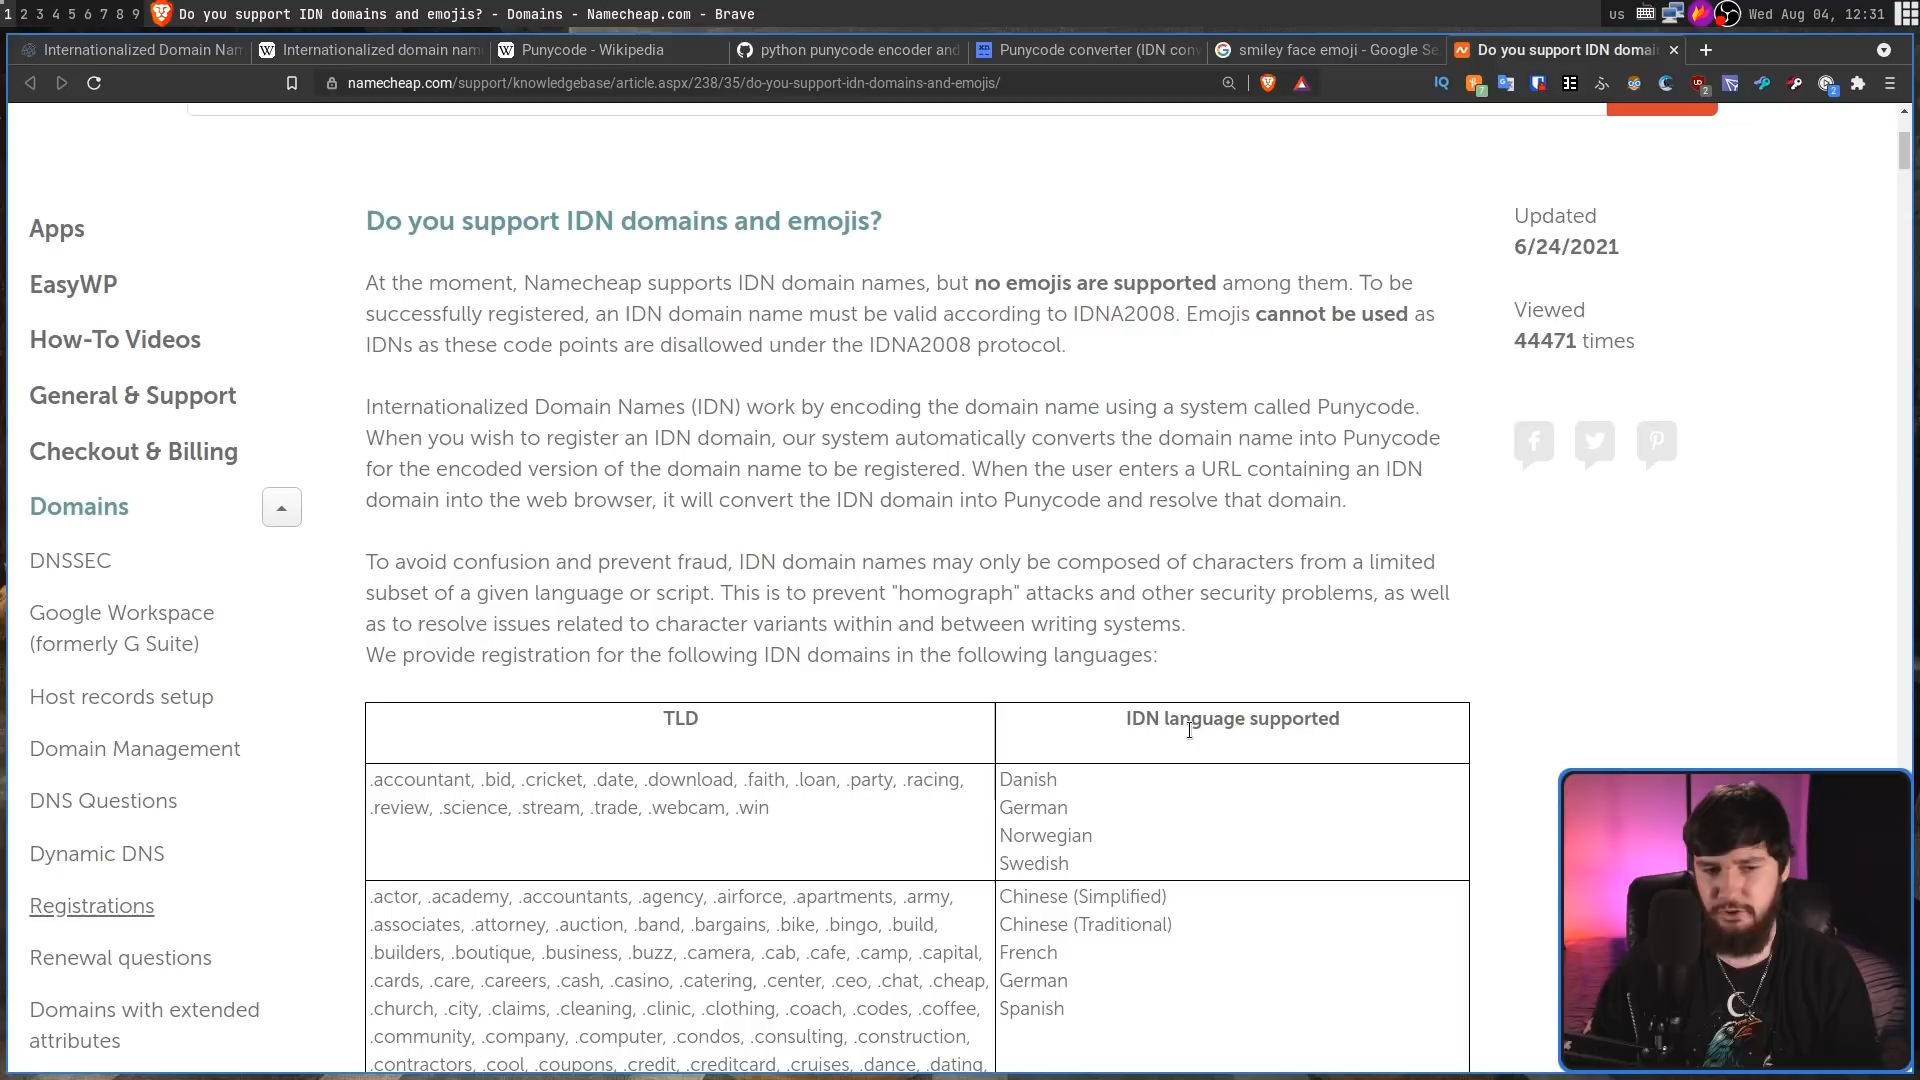 1 2 3 4 5 6 7 8 9 Do you support IDN domains and emojis? - Domains - Namecheap.com - Brave
us Wed Aug 04, 12:31
Internationalized Domain Nan
Internationalized domain nam
Punycode - Wikipedia
python punycode encoder and
Punycode converter (IDN conv
smiley face emoji - Google Se
Do you support IDN domai
namecheap.com/support/knowledgebase/article.aspx/238/35/do-you-support-idn-domains-and-emojis/
Apps
EasyWP
How-To Videos
General & Support
Checkout & Billing
Domains
DNSSEC
Google Workspace
(formerly G Suite)
Host records setup
Domain Management
DNS Questions
Dynamic DNS
Registrations
Renewal questions
Domains with extended
attributes
Do you support IDN domains and emojis?
At the moment, Namecheap supports IDN domain names, but no emojis are supported among them. To be
successfully registered, an IDN domain name must be valid according to IDNA2008. Emojis cannot be used as
IDNs as these code points are disallowed under the IDNA2008 protocol.
Internationalized Domain Names (IDN) work by encoding the domain name using a system called Punycode.
When you wish to register an IDN domain, our system automatically converts the domain name into Punycode
for the encoded version of the domain name to be registered. When the user enters a URL containing an IDN
domain into the web browser, it will convert the IDN domain into Punycode and resolve that domain.
To avoid confusion and prevent fraud, IDN domain names may only be composed of characters from a limited
subset of a given language or script. This is to prevent "homograph" attacks and other security problems, as well
as to resolve issues related to character variants within and between writing systems.
We provide registration for the following IDN domains in the following languages:
TLD
IDN language supported
.accountant, .bid, .cricket, .date, .download, .faith, .loan, .party, .racing,
.review, .science, .stream, .trade, .webcam, .win
Danish
German
Norwegian
Swedish
.actor, .academy, .accountants, .agency, .airforce, .apartments, .army,
.associates, .attorney, .auction, .band, .bargains, .bike, .bingo, .build,
.builders, .boutique, .business, .buzz, .camera, .cab, .cafe, .camp, .capital,
.cards, .care, .careers, .cash, .casino, .catering, .center, .ceo, .chat, .cheap,
.church, .city, .claims, .cleaning, .clinic, .clothing, .coach, .codes, .coffee,
.community, .company, .computer, .condos, .consulting, .construction,
.contractors, .cool, .coupons, .credit, .creditcard, .cruises, .dance, .dating,
Chinese (Simplified)
Chinese (Traditional)
French
German
Spanish
Updated
6/24/2021
Viewed
44471 times